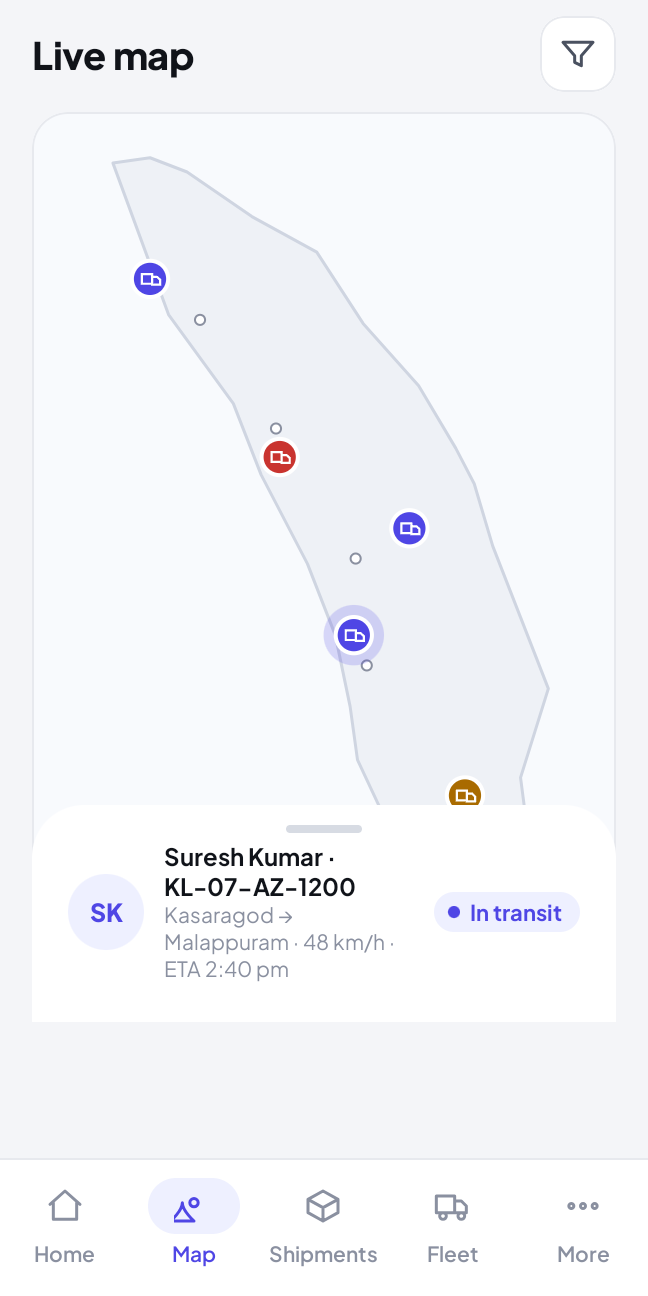 Live map
Suresh Kumar ·
KL-07-AZ-1200
Kasaragod →
Malappuram · 48 km/h ·
ETA 2:40 pm
SK
In transit
Home
Map
Shipments
Fleet
More